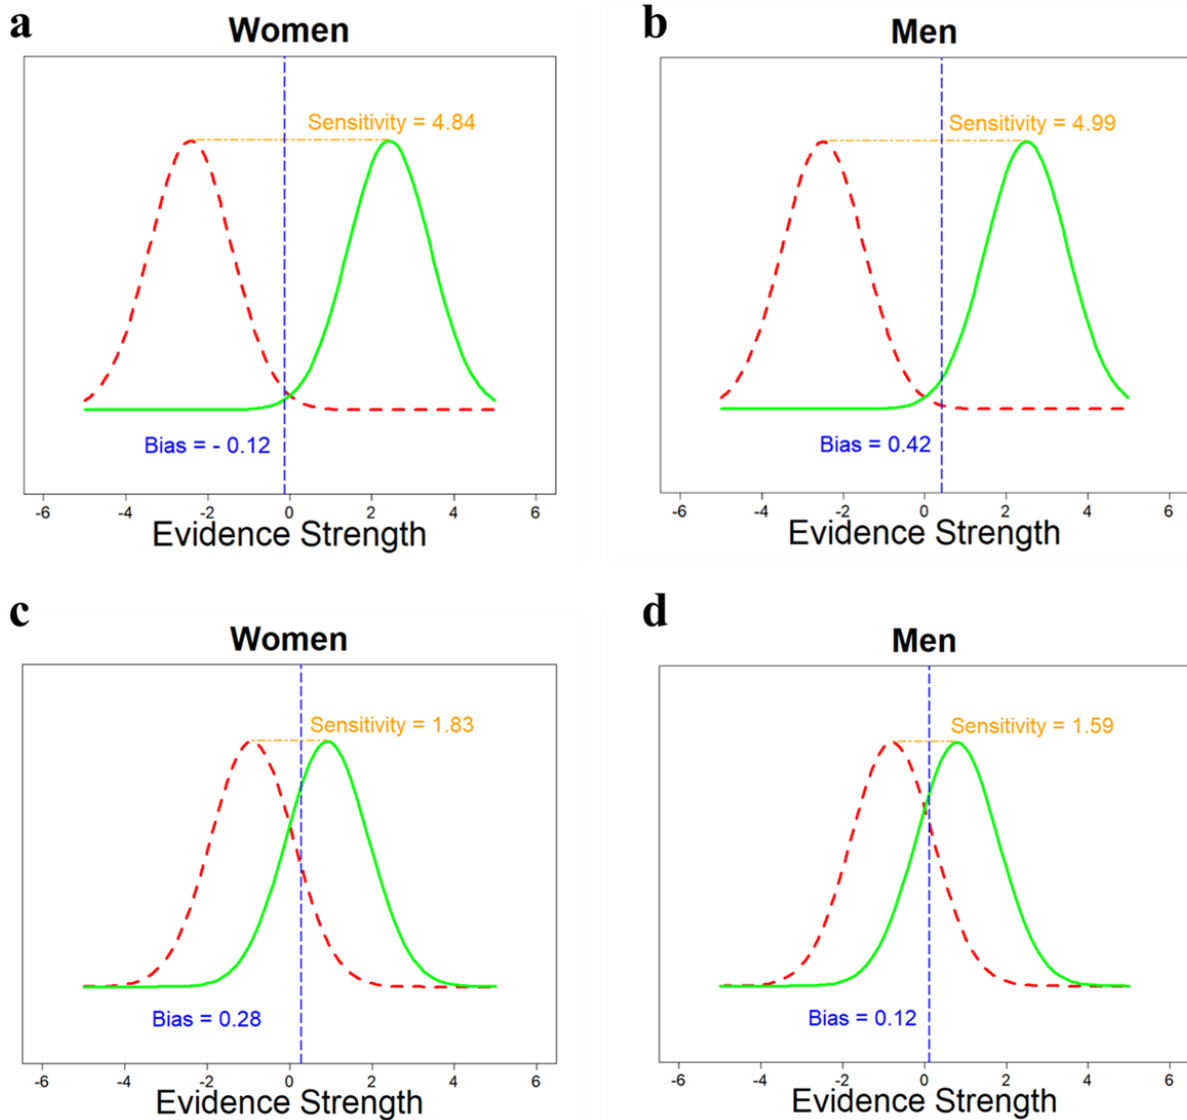 a
Women
Sensitivity = 4.84
Bias = - 0.12
-6 -4 -2 0 2 4 6
Evidence Strength
b
Men
Sensitivity = 4.99
Bias = 0.42
-6 -4 -2 0 2 4 6
Evidence Strength
c
Women
Sensitivity = 1.83
Bias = 0.28
-6 -4 -2 0 2 4 6
Evidence Strength
d
Men
Sensitivity = 1.59
Bias = 0.12
-6 -4 -2 0 2 4 6
Evidence Strength